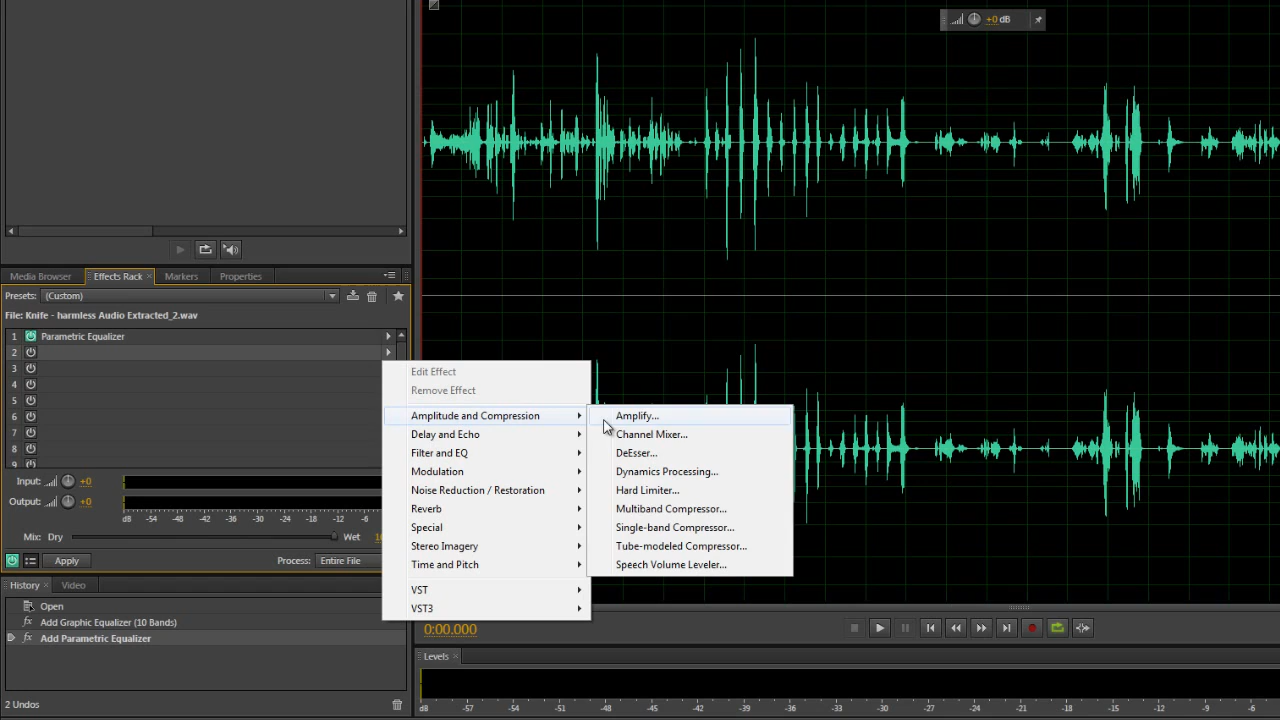 +0 dB
Media Browser Effects Rack × Markers Properties
Presets: (Custom)
File: Knife - harmless Audio Extracted_2.wav
1 Parametric Equalizer
2
3
4
5
6
7
8
9
Edit Effect
Remove Effect
Amplitude and Compression
Delay and Echo
Filter and EQ
Modulation
Noise Reduction / Restoration
Reverb
Special
Stereo Imagery
Time and Pitch
VST
VST3
Amplify...
Channel Mixer...
DeEsser...
Dynamics Processing...
Hard Limiter...
Multiband Compressor...
Single-band Compressor...
Tube-modeled Compressor...
Speech Volume Leveler...
Input: +0
Output: +0
dB -54 -48 -42 -36 -30 -24 -18 -12 -6
Mix: Dry Wet
Apply Process: Entire File
History × Video
Open
fx Add Graphic Equalizer (10 Bands)
fx Add Parametric Equalizer
2 Undos
0:00.000
Levels ×
dB -57 -54 -51 -48 -45 -42 -39 -36 -33 -30 -27 -24 -21 -18 -15 -12 -9 -6